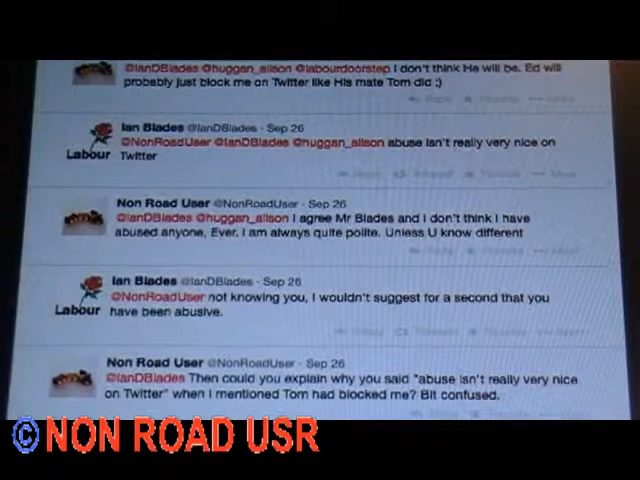 @IanDBlades @huggan_alison @labourdoorstep I don't think He will be. Ed will
probably just block me on Twitter like His mate Tom did ;)
Ian Blades @IanDBlades · Sep 26
@NonRoadUser @IanDBlades @huggan_alison abuse isn't really very nice on
Twitter
Labour
Non Road User @NonRoadUser · Sep 26
@IanDBlades @huggan_alison I agree Mr Blades and I don't think I have
abused anyone, Ever. I am always quite polite. Unless U know different
Ian Blades @IanDBlades · Sep 26
@NonRoadUser not knowing you, I wouldn't suggest for a second that you
have been abusive.
Labour
Non Road User @NonRoadUser · Sep 26
@IanDBlades Then could you explain why you said "abuse isn't really very nice
on Twitter" when I mentioned Tom had blocked me? Bit confused.
© NON ROAD USR